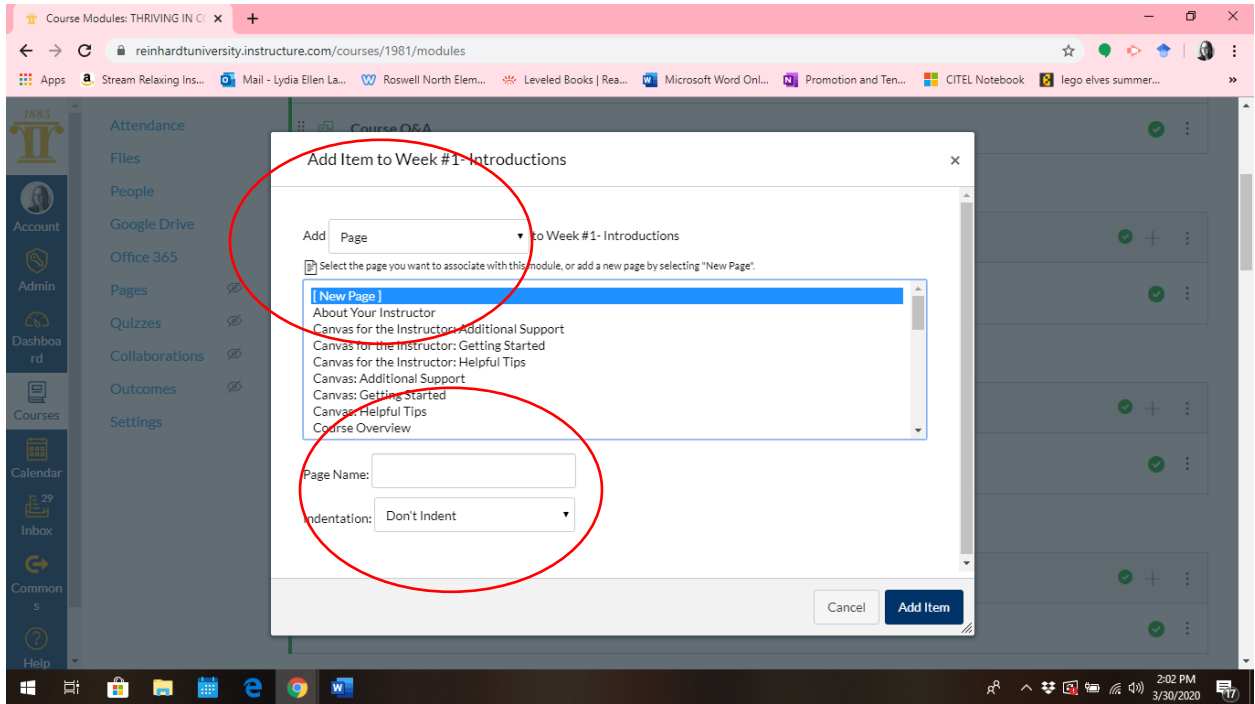 Course Modules: THRIVING IN C
reinhardtuniversity.instructure.com/courses/1981/modules
Apps
Stream Relaxing Ins...
Mail - Lydia Ellen La...
Roswell North Elem...
Leveled Books | Rea...
Microsoft Word Onl...
Promotion and Ten...
CITEL Notebook
lego elves summer...
»
1883
Account
Admin
Dashboa
rd
Courses
Calendar
29
Inbox
Common
s
Help
Attendance
Files
People
Google Drive
Office 365
Pages
Quizzes
Collaborations
Outcomes
Settings
Course Q&A
Add Item to Week #1- Introductions
Add Page to Week #1- Introductions
Select the page you want to associate with this module, or add a new page by selecting "New Page".
[ New Page ]
About Your Instructor
Canvas for the Instructor: Additional Support
Canvas for the Instructor: Getting Started
Canvas for the Instructor: Helpful Tips
Canvas: Additional Support
Canvas: Getting Started
Canvas: Helpful Tips
Course Overview
Page Name:
Indentation: Don't Indent
Cancel
Add Item
2:02 PM
3/30/2020
17